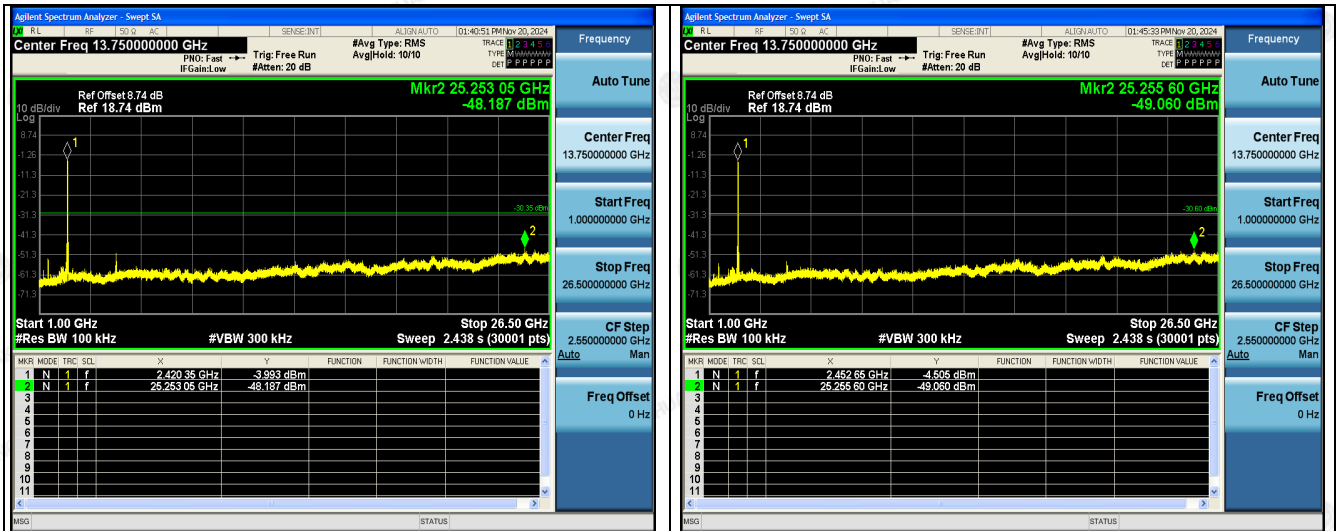 Agilent Spectrum Analyzer - Swept SA
LXI RL RF 50 Ω AC SENSE:INT ALIGN AUTO 01:40:51 PM Nov 20, 2024
Center Freq 13.750000000 GHz
PNO: Fast
IFGain:Low
Trig: Free Run
#Atten: 20 dB
#Avg Type: RMS
Avg|Hold: 10/10
TRACE 1 2 3 4 5 6
TYPE MWWWWW
DET P P P P P P
Mkr2 25.253 05 GHz
-48.187 dBm
Ref Offset 8.74 dB
10 dB/div Ref 18.74 dBm
Log
8.74
-1.26
-11.3
-21.3
-31.3
-41.3
-51.3
-61.3
-71.3
1
-30.35 dBm
2
Start 1.00 GHz Stop 26.50 GHz
#Res BW 100 kHz #VBW 300 kHz Sweep 2.438 s (30001 pts)
MKR MODE TRC SCL X Y FUNCTION FUNCTION WIDTH FUNCTION VALUE
1 N 1 f 2.420 35 GHz -3.993 dBm
2 N 1 f 25.253 05 GHz -48.187 dBm
3
4
5
6
7
8
9
10
11
MSG STATUS
Frequency
Auto Tune
Center Freq
13.750000000 GHz
Start Freq
1.000000000 GHz
Stop Freq
26.500000000 GHz
CF Step
2.550000000 GHz
Auto Man
Freq Offset
0 Hz
Agilent Spectrum Analyzer - Swept SA
LXI RL RF 50 Ω AC SENSE:INT ALIGN AUTO 01:45:33 PM Nov 20, 2024
Center Freq 13.750000000 GHz
PNO: Fast
IFGain:Low
Trig: Free Run
#Atten: 20 dB
#Avg Type: RMS
Avg|Hold: 10/10
TRACE 1 2 3 4 5 6
TYPE MWWWWW
DET P P P P P P
Mkr2 25.255 60 GHz
-49.060 dBm
Ref Offset 8.74 dB
10 dB/div Ref 18.74 dBm
Log
8.74
-1.26
-11.3
-21.3
-31.3
-41.3
-51.3
-61.3
-71.3
1
-30.60 dBm
2
Start 1.00 GHz Stop 26.50 GHz
#Res BW 100 kHz #VBW 300 kHz Sweep 2.438 s (30001 pts)
MKR MODE TRC SCL X Y FUNCTION FUNCTION WIDTH FUNCTION VALUE
1 N 1 f 2.452 65 GHz -4.505 dBm
2 N 1 f 25.255 60 GHz -49.060 dBm
3
4
5
6
7
8
9
10
11
MSG STATUS
Frequency
Auto Tune
Center Freq
13.750000000 GHz
Start Freq
1.000000000 GHz
Stop Freq
26.500000000 GHz
CF Step
2.550000000 GHz
Auto Man
Freq Offset
0 Hz